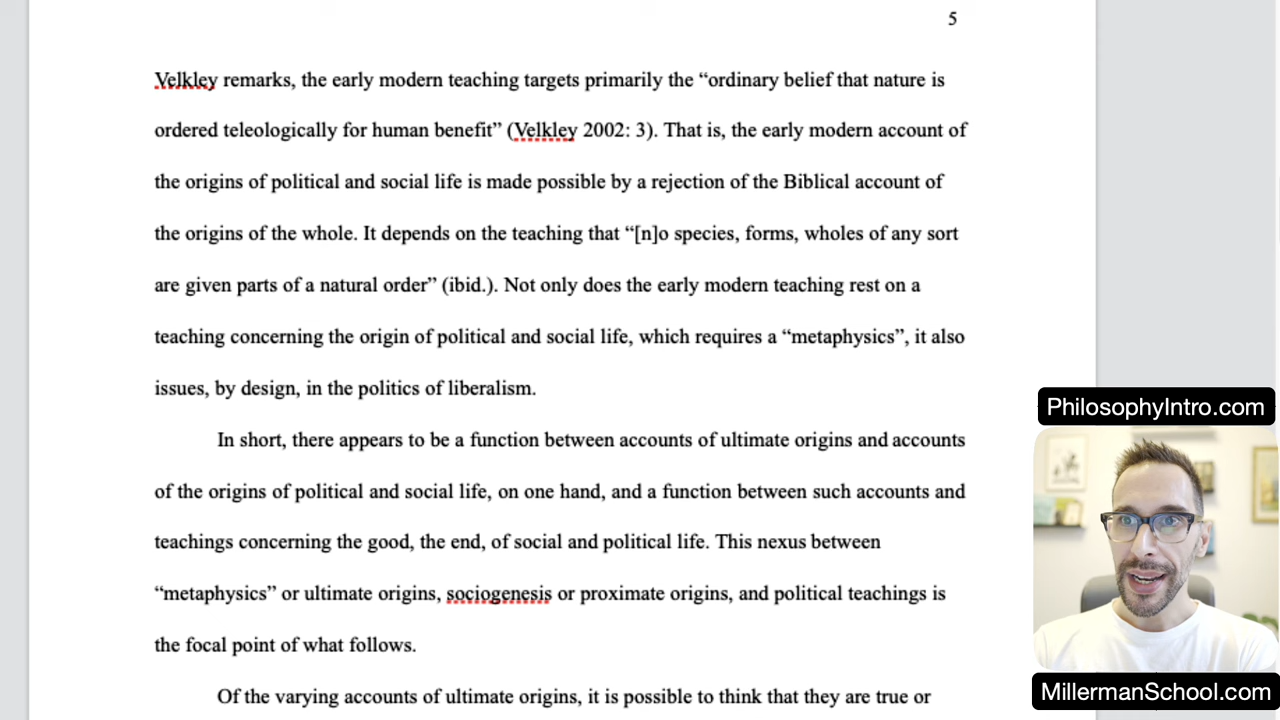 5
Velkley remarks, the early modern teaching targets primarily the “ordinary belief that nature is
ordered teleologically for human benefit” (Velkley 2002: 3). That is, the early modern account of
the origins of political and social life is made possible by a rejection of the Biblical account of
the origins of the whole. It depends on the teaching that “[n]o species, forms, wholes of any sort
are given parts of a natural order” (ibid.). Not only does the early modern teaching rest on a
teaching concerning the origin of political and social life, which requires a “metaphysics”, it also
issues, by design, in the politics of liberalism.
In short, there appears to be a function between accounts of ultimate origins and accounts
of the origins of political and social life, on one hand, and a function between such accounts and
teachings concerning the good, the end, of social and political life. This nexus between
“metaphysics” or ultimate origins, sociogenesis or proximate origins, and political teachings is
the focal point of what follows.
Of the varying accounts of ultimate origins, it is possible to think that they are true or
PhilosophyIntro.com
MillermanSchool.com